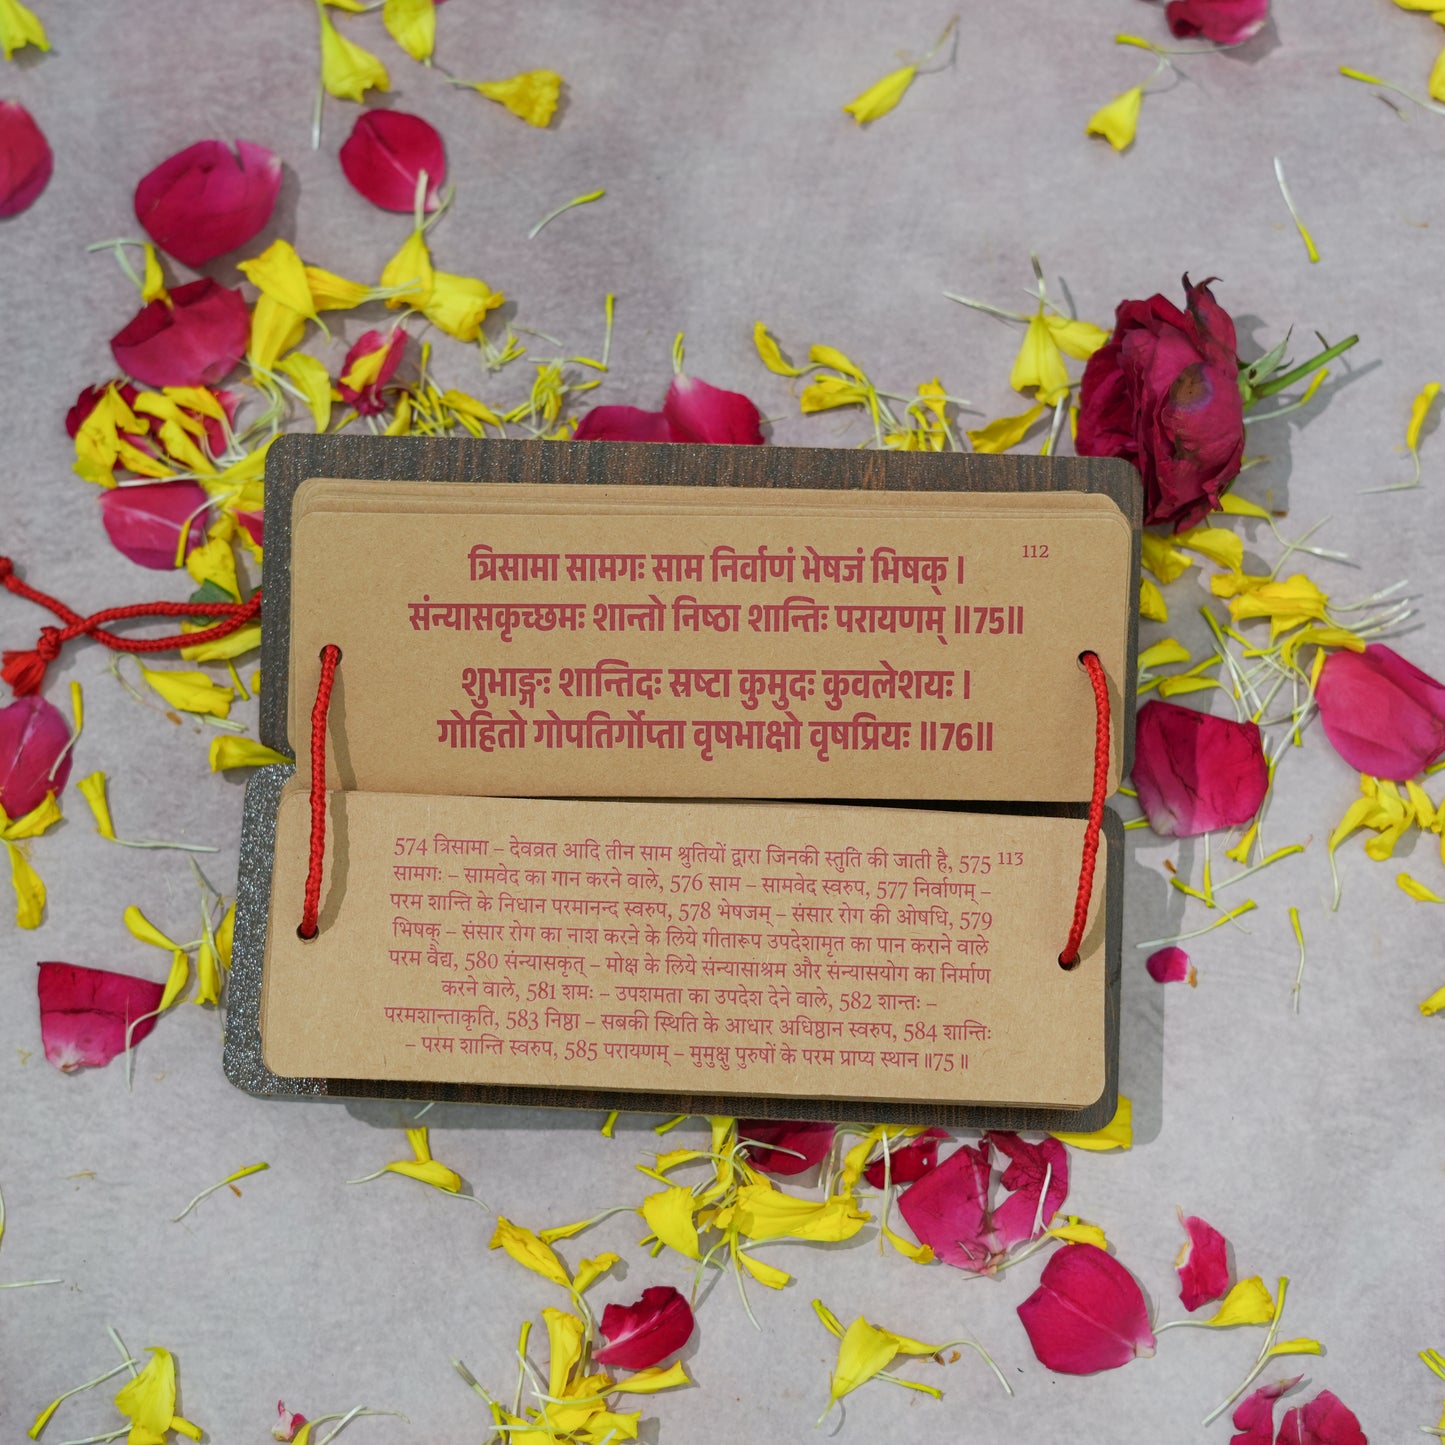 112
त्रिसामा सामगः साम निर्वाणं भेषजं भिषक् ।
संन्यासकृच्छमः शान्तो निष्ठा शान्तिः परायणम् ॥75॥
शुभाङ्गः शान्तिदः स्रष्टा कुमुदः कुवलेशयः ।
गोहितो गोपतिर्गोप्ता वृषभाक्षो वृषप्रियः ॥76॥
113
574 त्रिसामा – देवव्रत आदि तीन साम श्रुतियों द्वारा जिनकी स्तुति की जाती है, 575
सामगः – सामवेद का गान करने वाले, 576 साम – सामवेद स्वरुप, 577 निर्वाणम् –
परम शान्ति के निधान परमानन्द स्वरुप, 578 भेषजम् – संसार रोग की ओषधि, 579
भिषक् – संसार रोग का नाश करने के लिये गीतारूप उपदेशामृत का पान कराने वाले
परम वैद्य, 580 संन्यासकृत् – मोक्ष के लिये संन्यासाश्रम और संन्यासयोग का निर्माण
करने वाले, 581 शमः – उपशमता का उपदेश देने वाले, 582 शान्तः –
परमशान्ताकृति, 583 निष्ठा – सबकी स्थिति के आधार अधिष्ठान स्वरुप, 584 शान्तिः
– परम शान्ति स्वरुप, 585 परायणम् – मुमुक्षु पुरुषों के परम प्राप्य स्थान ॥75॥